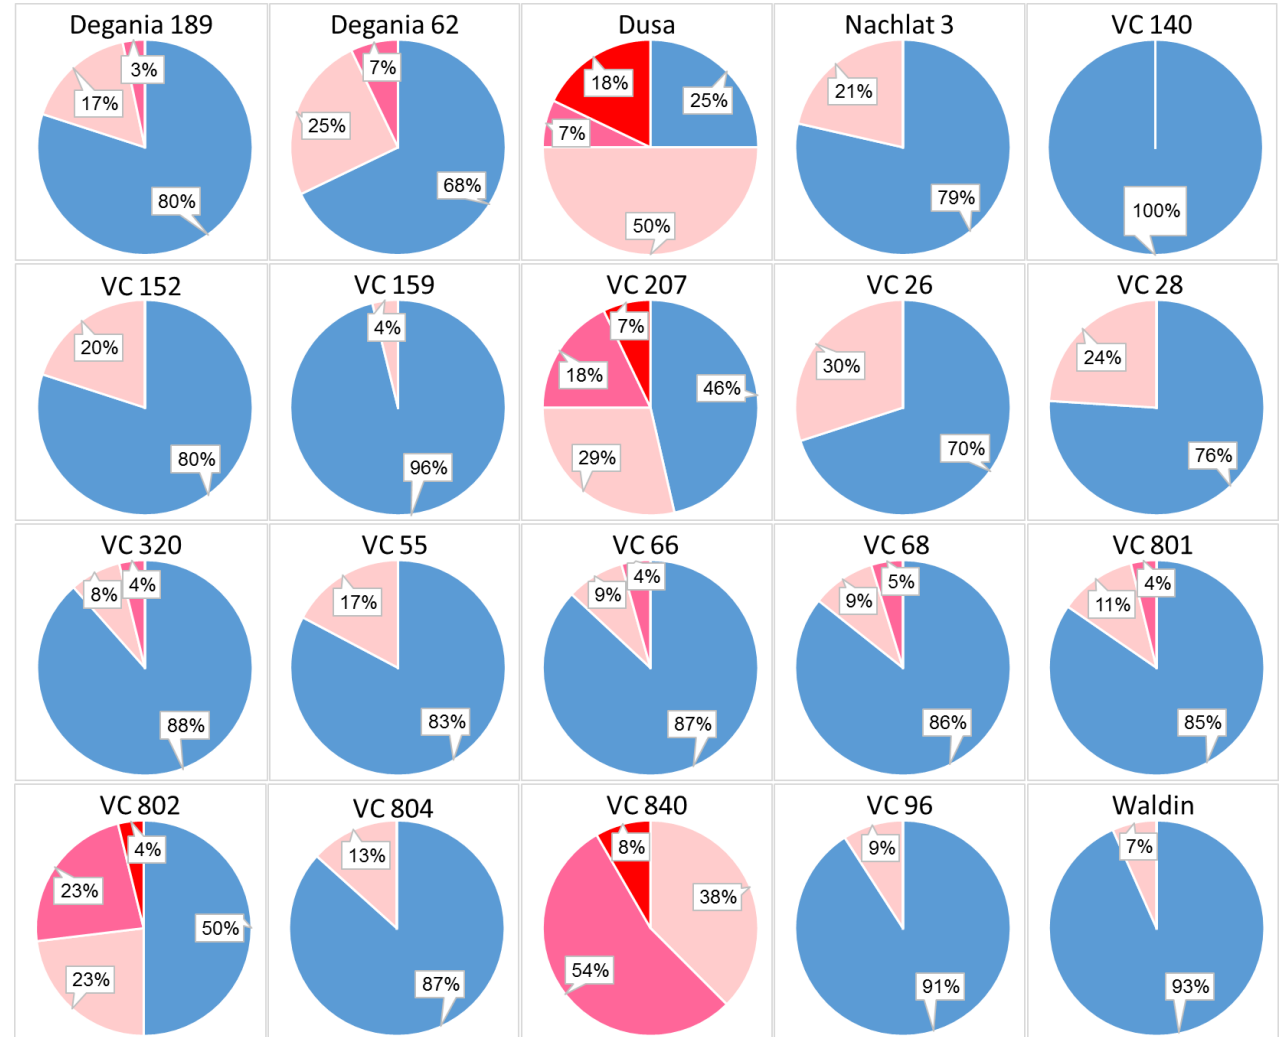 Degania 189
3%
17%
80%
Degania 62
7%
25%
68%
Dusa
18%
25%
7%
50%
Nachlat 3
21%
79%
VC 140
100%
VC 152
20%
80%
VC 159
4%
96%
VC 207
7%
18%
46%
29%
VC 26
30%
70%
VC 28
24%
76%
VC 320
8%
4%
88%
VC 55
17%
83%
VC 66
9%
4%
87%
VC 68
9%
5%
86%
VC 801
11%
4%
85%
VC 802
4%
23%
50%
23%
VC 804
13%
87%
VC 840
8%
38%
54%
VC 96
9%
91%
Waldin
7%
93%